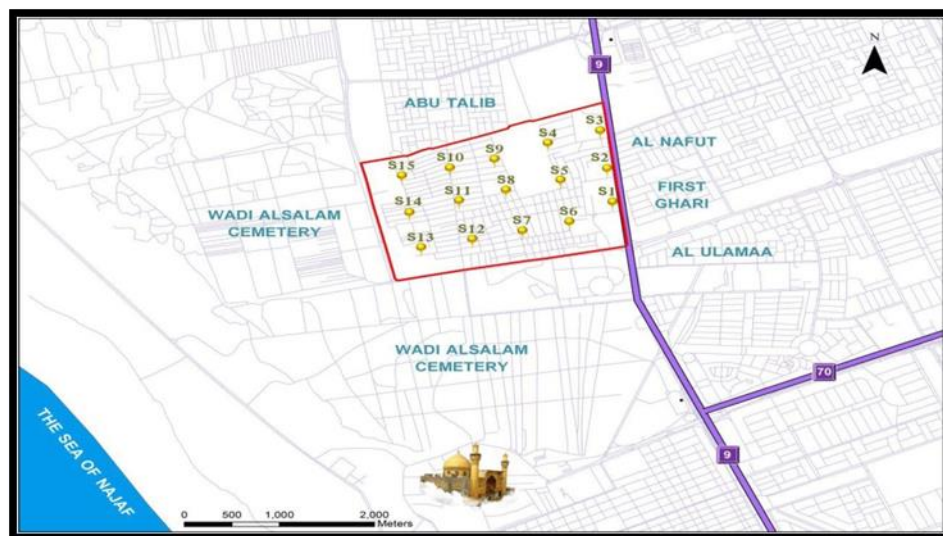 N
9
ABU TALIB
S3
S4
AL NAFUT
S9
S10
S2
S15
S5
S8
FIRST
GHARI
S1
S11
S14
WADI ALSALAM
CEMETERY
S6
S7
S12
S13
AL ULAMAA
WADI ALSALAM
CEMETERY
70
THE SEA OF NAJAF
9
0 500 1,000 2,000
Meters